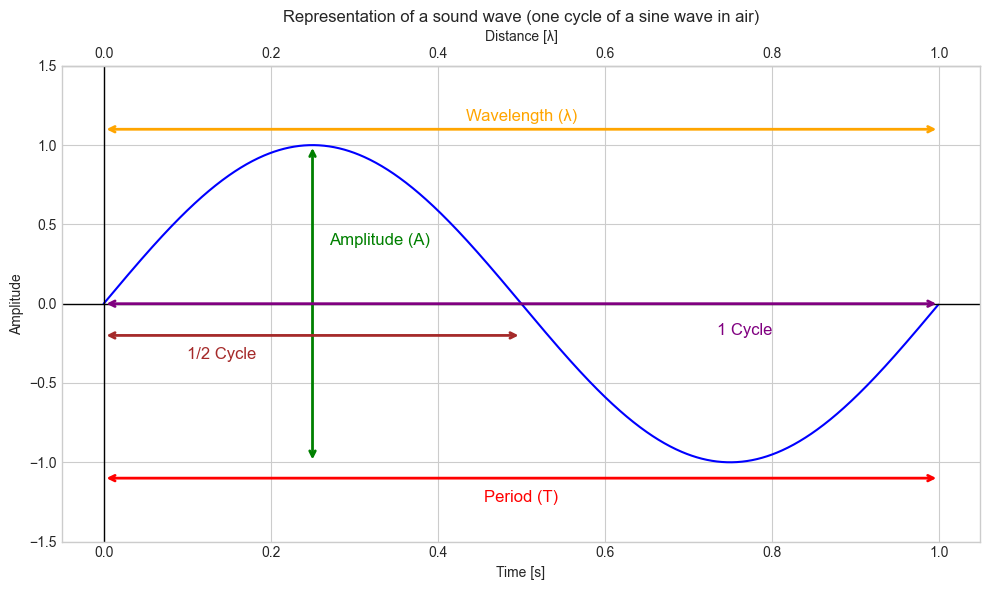 Representation of a sound wave (one cycle of a sine wave in air)
Distance [λ]
0.0 0.2 0.4 0.6 0.8 1.0
1.5
Wavelength (λ)
1.0
0.5
Amplitude (A)
0.0
Amplitude
1 Cycle
1/2 Cycle
−0.5
−1.0
Period (T)
−1.5
0.0 0.2 0.4 0.6 0.8 1.0
Time [s]